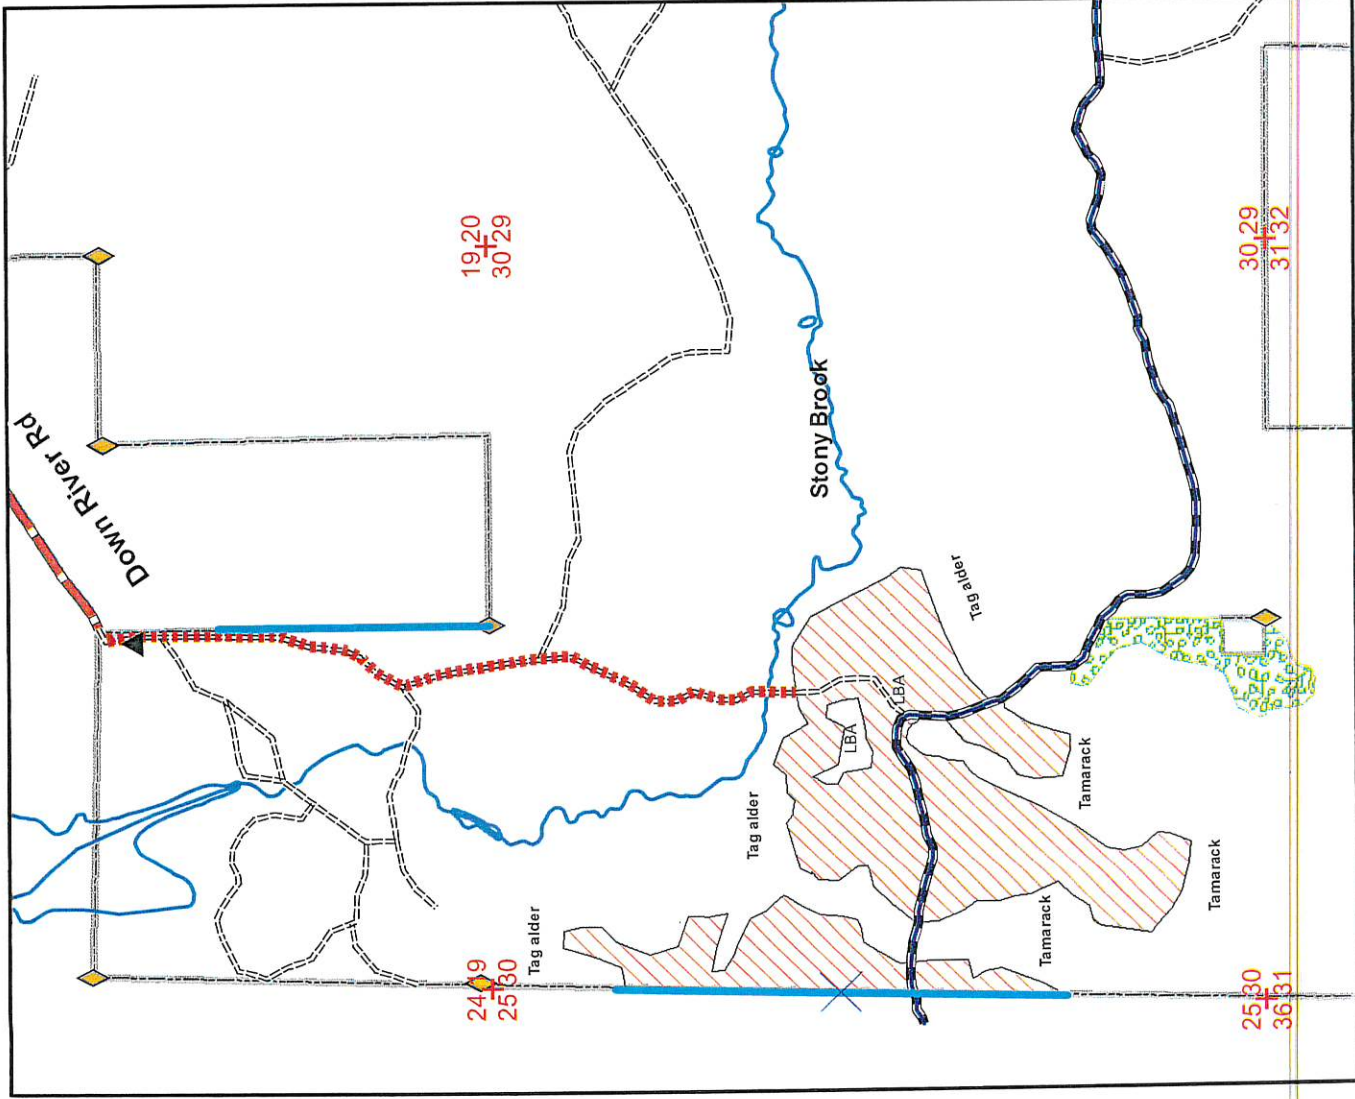 Down River Rd
19 20
30 29
Stony Brook
30 29
31 32
Tag alder
LBA
LBA
Tamarack
Tag alder
Tamarack
Tag alder
Tamarack
24 19
25 30
25 30
36 31